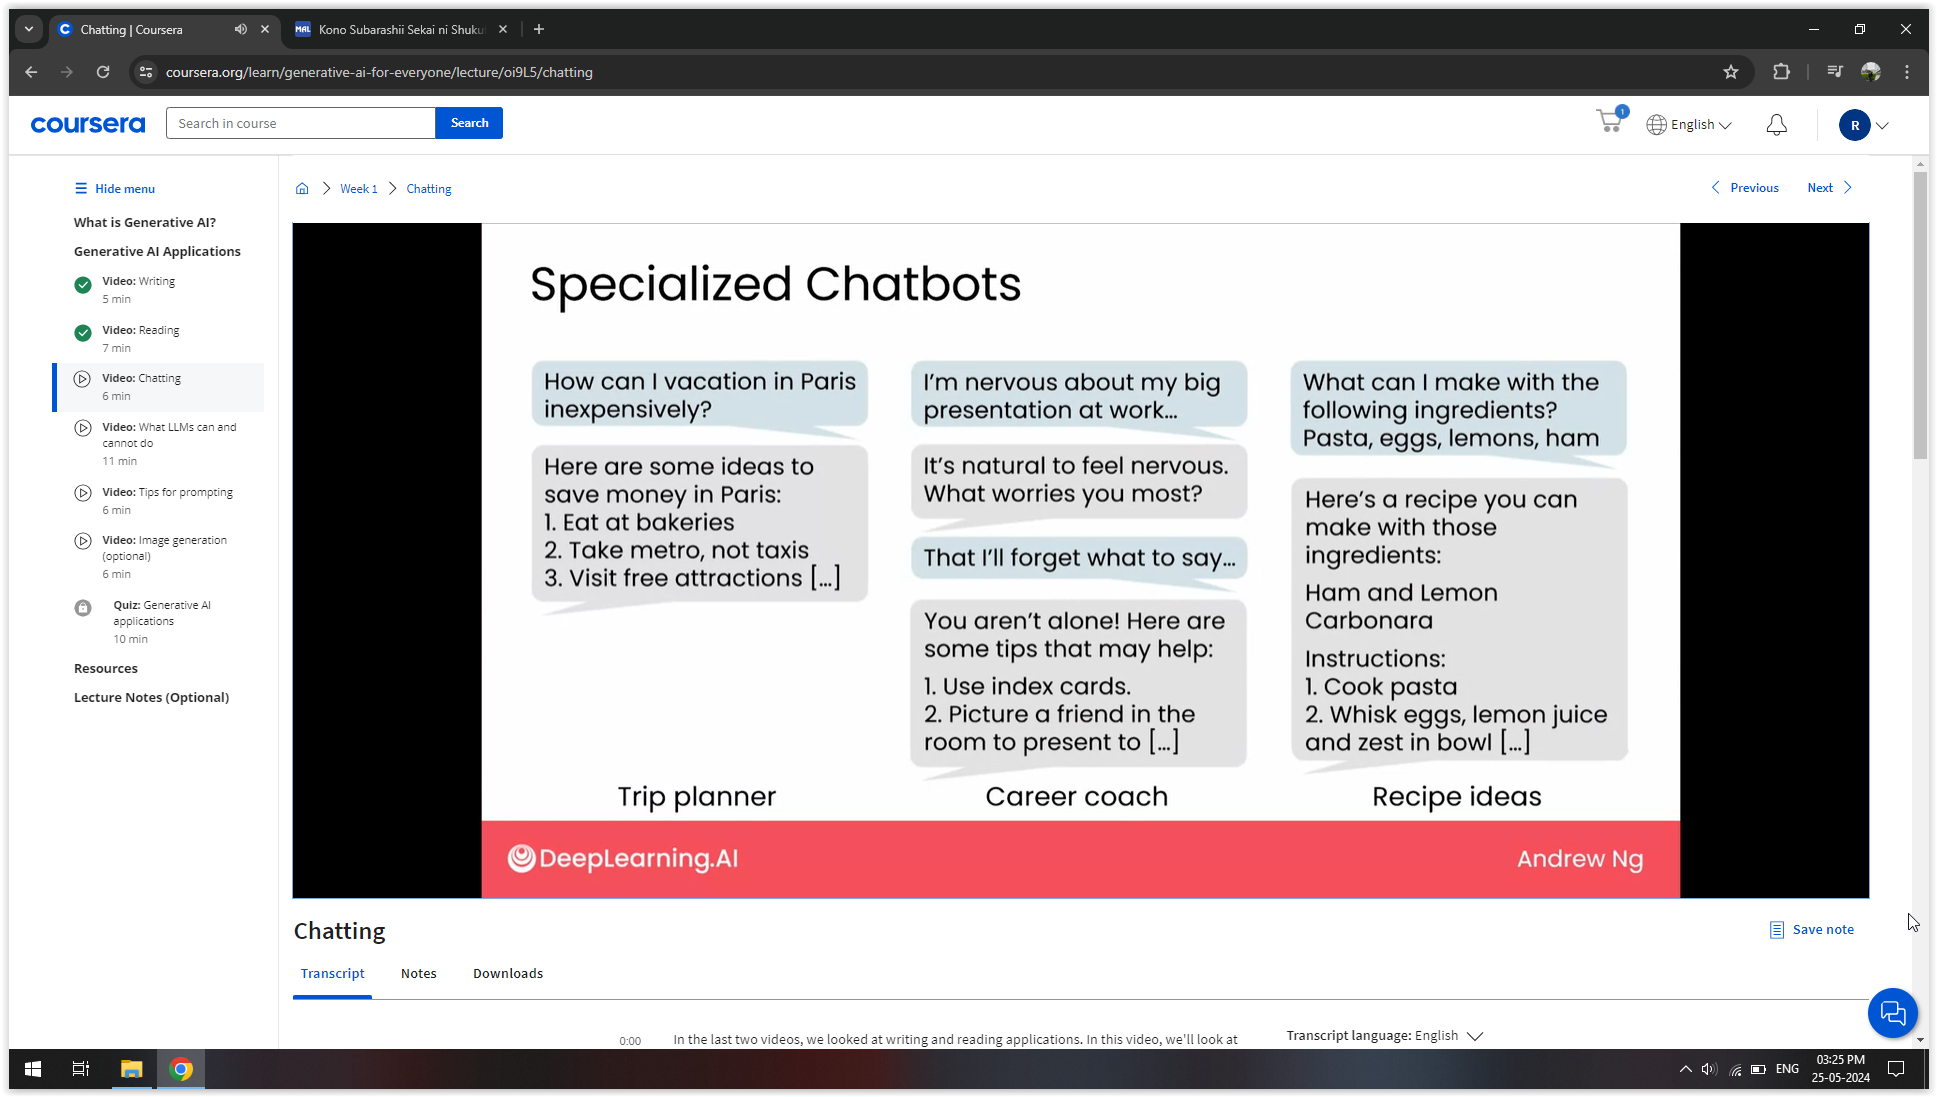 Chatting | Coursera
MAL Kono Subarashii Sekai ni Shuku
coursera.org/learn/generative-ai-for-everyone/lecture/oi9L5/chatting
coursera
Search in course
Search
1
English
R
Hide menu
What is Generative AI?
Generative AI Applications
Video: Writing
5 min
Video: Reading
7 min
Video: Chatting
6 min
Video: What LLMs can and
cannot do
11 min
Video: Tips for prompting
6 min
Video: Image generation
(optional)
6 min
Quiz: Generative AI
applications
10 min
Resources
Lecture Notes (Optional)
Week 1
Chatting
Previous
Next
Specialized Chatbots
How can I vacation in Paris
inexpensively?
Here are some ideas to
save money in Paris:
1. Eat at bakeries
2. Take metro, not taxis
3. Visit free attractions [...]
Trip planner
I'm nervous about my big
presentation at work...
It's natural to feel nervous.
What worries you most?
That I'll forget what to say...
You aren't alone! Here are
some tips that may help:
1. Use index cards.
2. Picture a friend in the
room to present to [...]
Career coach
What can I make with the
following ingredients?
Pasta, eggs, lemons, ham
Here's a recipe you can
make with those
ingredients:
Ham and Lemon
Carbonara
Instructions:
1. Cook pasta
2. Whisk eggs, lemon juice
and zest in bowl [...]
Recipe ideas
DeepLearning.AI
Andrew Ng
Chatting
Save note
Transcript
Notes
Downloads
0:00
In the last two videos, we looked at writing and reading applications. In this video, we'll look at
Transcript language: English
ENG
03:25 PM
25-05-2024